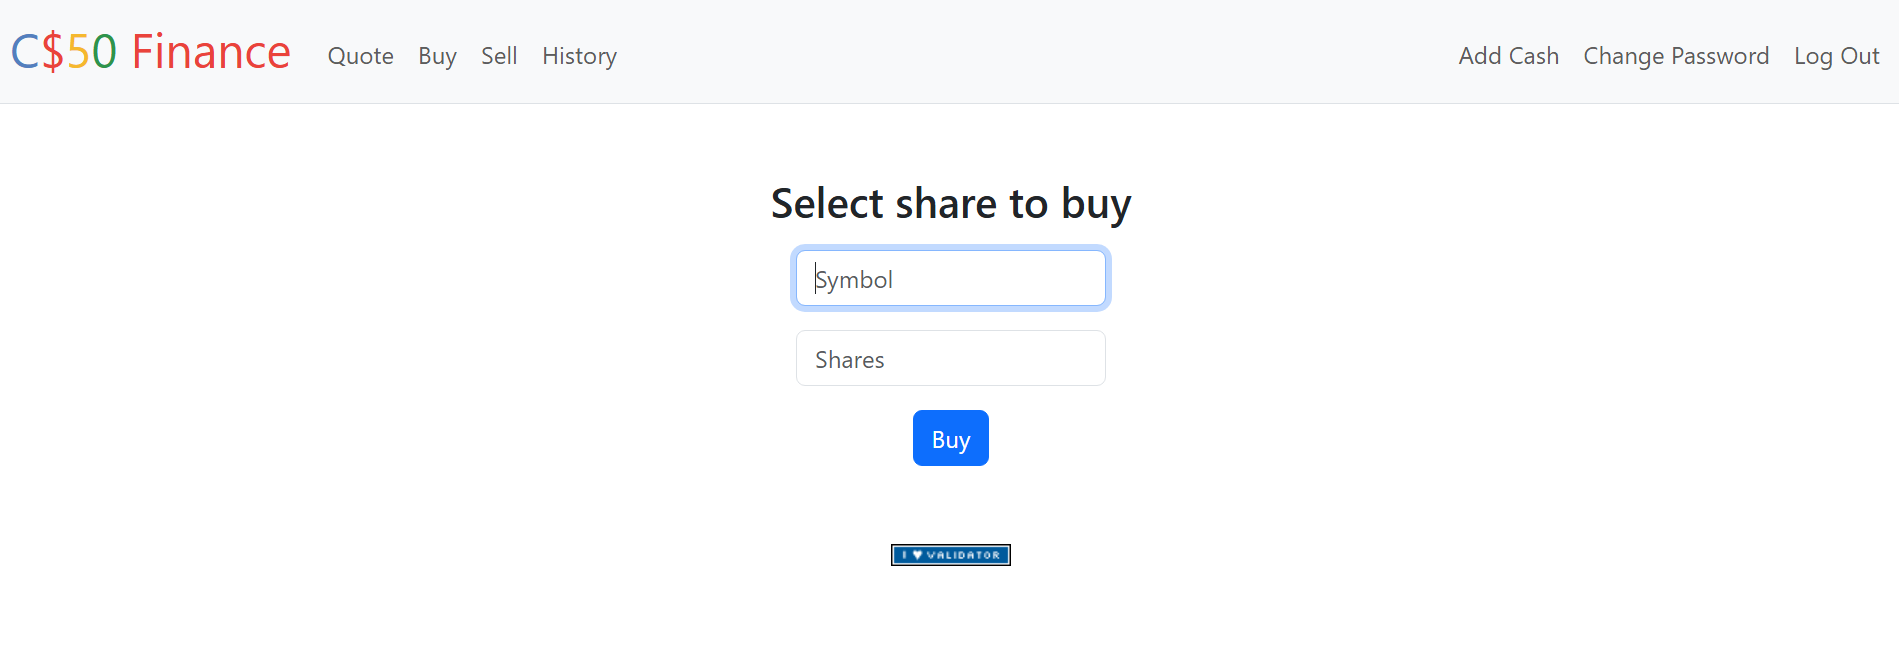 C$50 Finance Quote Buy Sell History Add Cash Change Password Log Out
Select share to buy
Symbol
Shares
Buy
I ♥ VALIDATOR